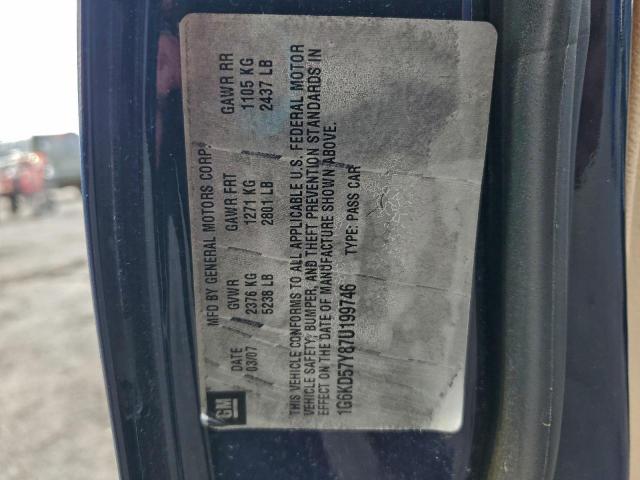 GM
MFD BY GENERAL MOTORS CORP.
DATE GVWR GAWR FRT GAWR RR
03/07 2376 KG 1271 KG 1105 KG
5238 LB 2801 LB 2437 LB
THIS VEHICLE CONFORMS TO ALL APPLICABLE U.S. FEDERAL MOTOR
VEHICLE SAFETY, BUMPER, AND THEFT PREVENTION STANDARDS IN
EFFECT ON THE DATE OF MANUFACTURE SHOWN ABOVE.
1G6KD57Y87U199746 TYPE: PASS CAR